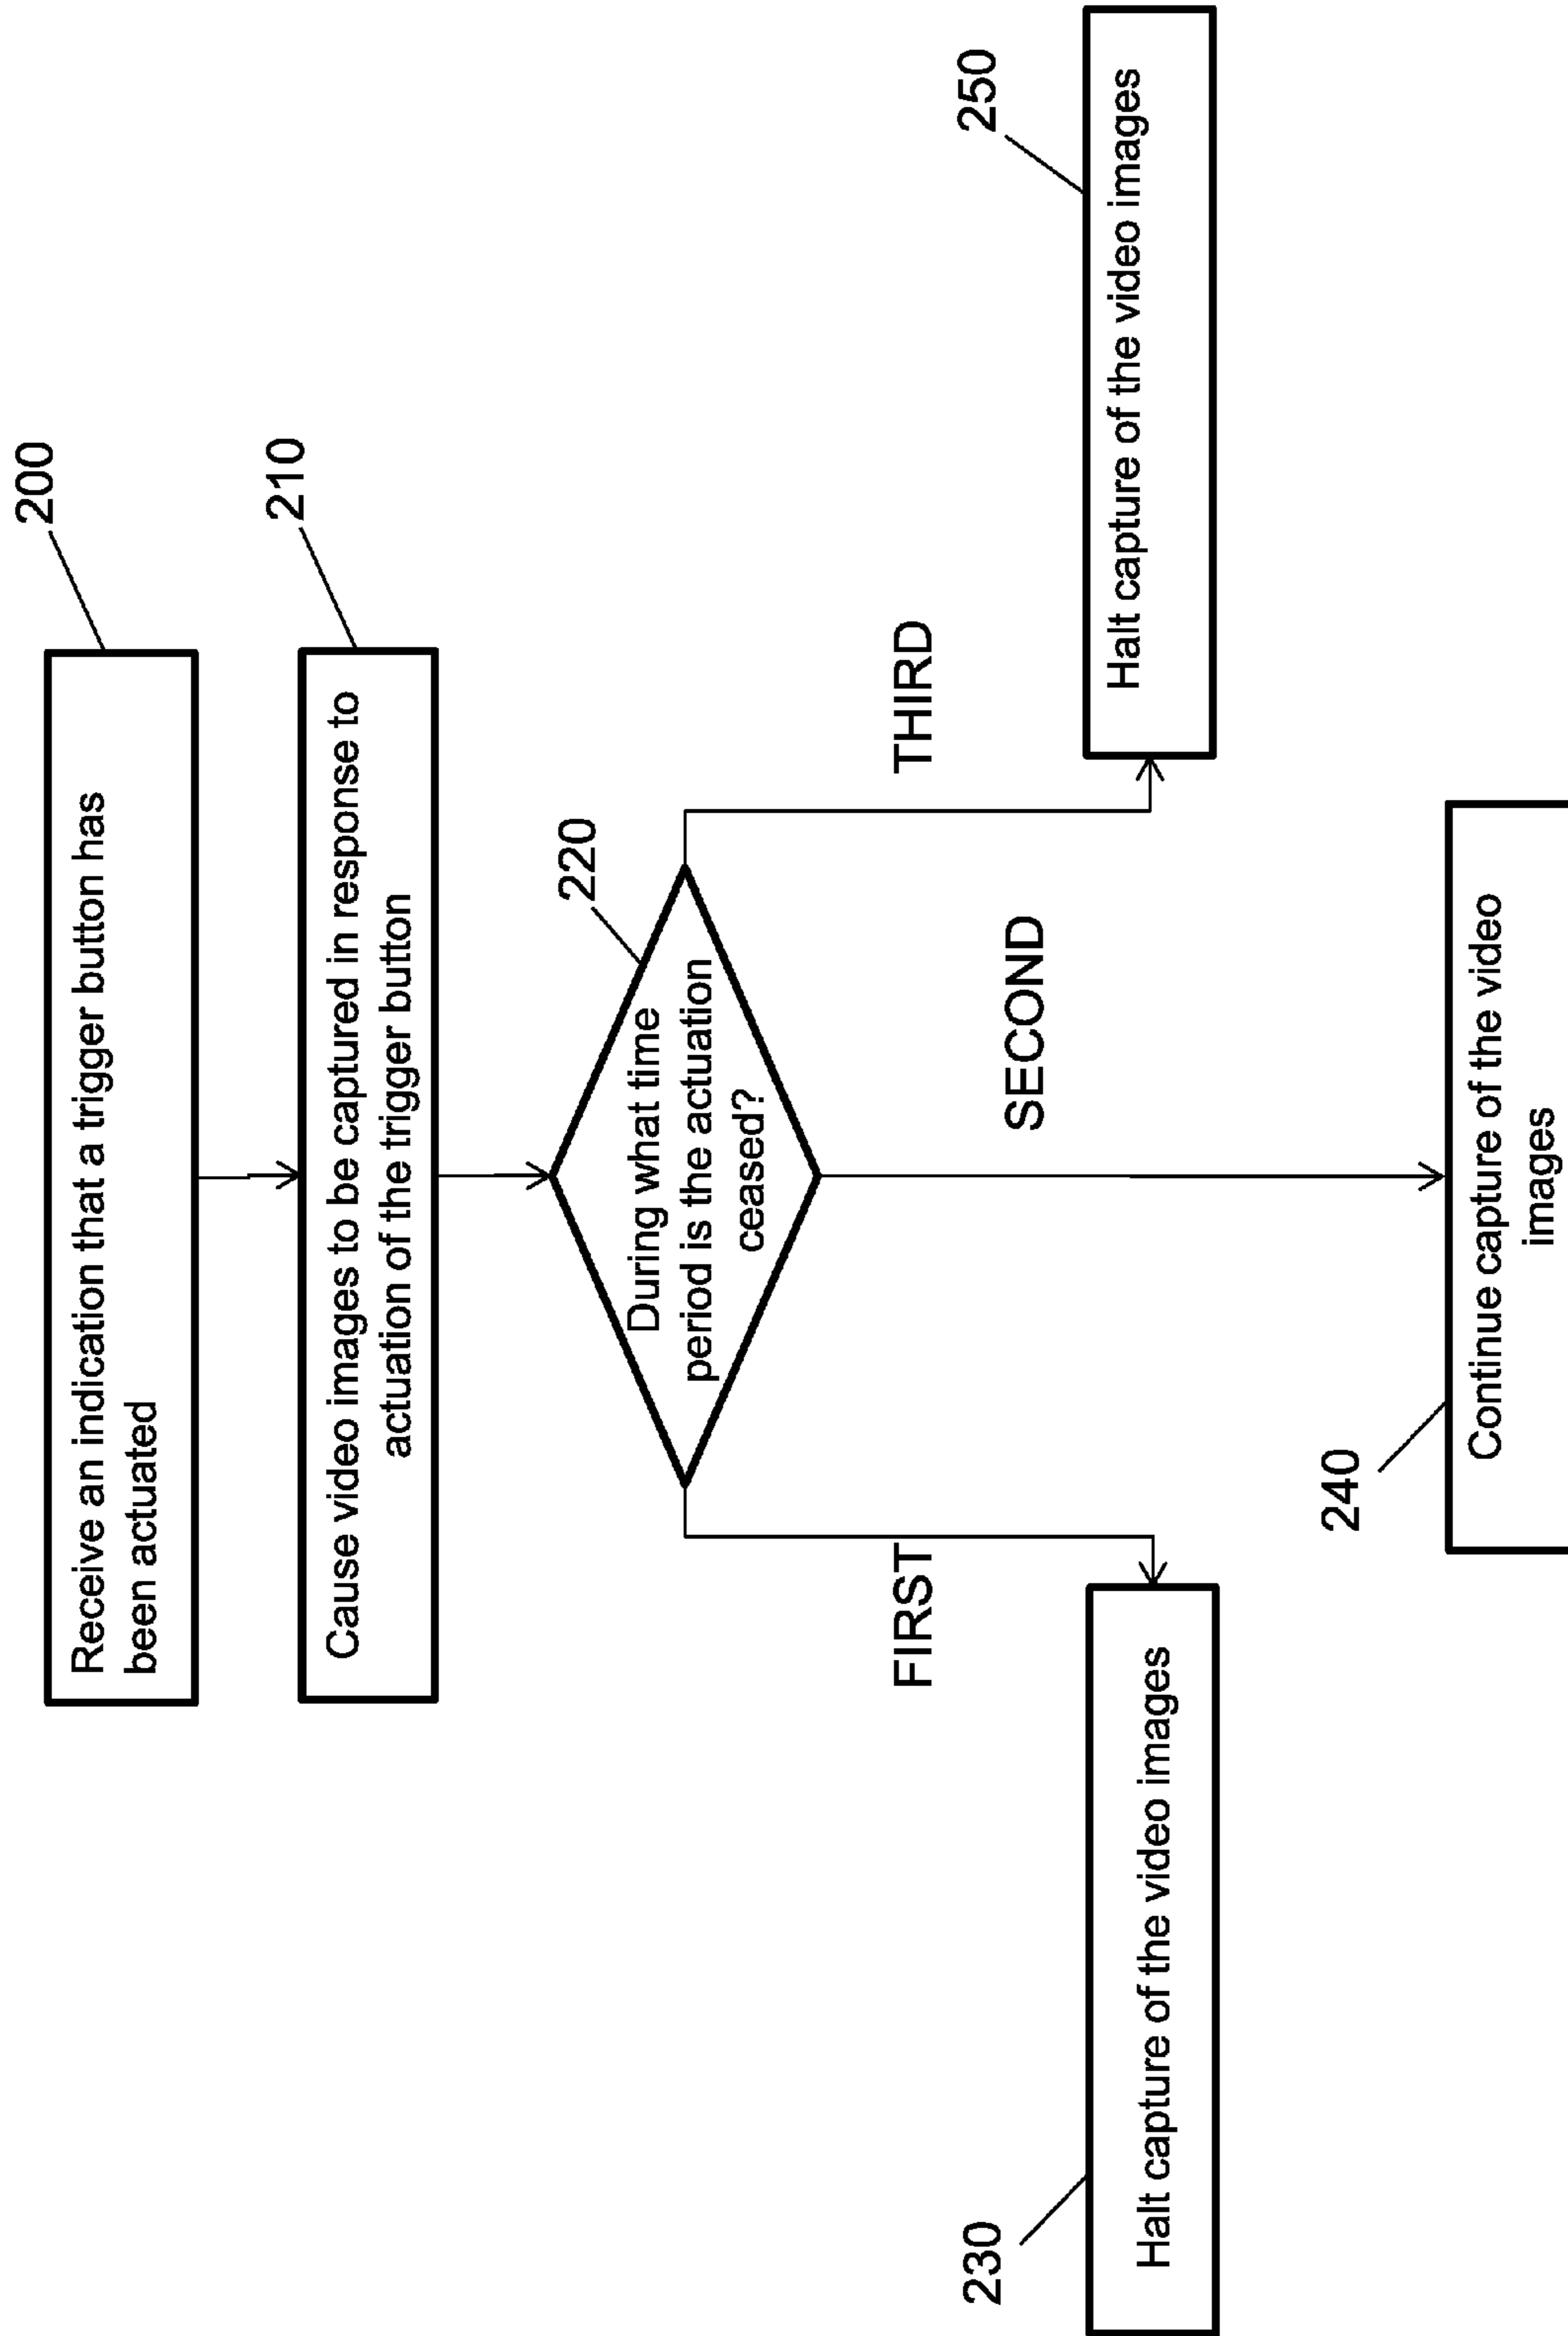 200
Receive an indication that a trigger button has
been actuated
210
Cause video images to be captured in response to
actuation of the trigger button
220
During what time
period is the actuation
ceased?
FIRST
SECOND
THIRD
230
Halt capture of the video images
250
Halt capture of the video images
240
Continue capture of the video
images